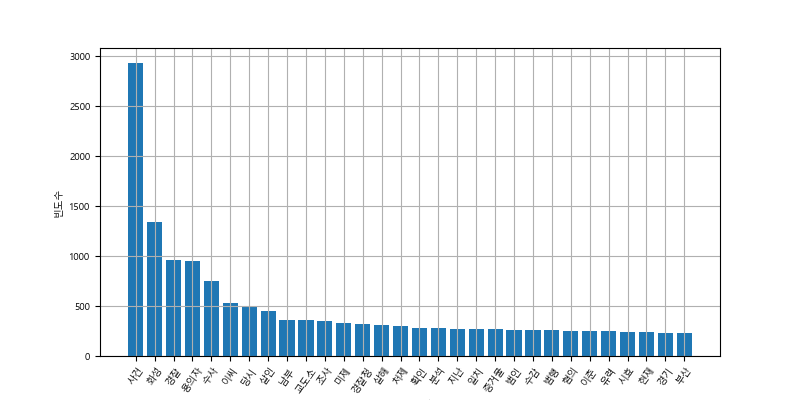 3000
2500
2000
1500
1000
500
0
빈도수
사건
화성
경찰
용의자
수사
이씨
당시
살인
남부
교도소
조사
미제
경찰청
살해
처제
확인
분석
지난
일치
증거물
범인
수감
범행
혐의
이춘
유력
시효
현재
경기
부산